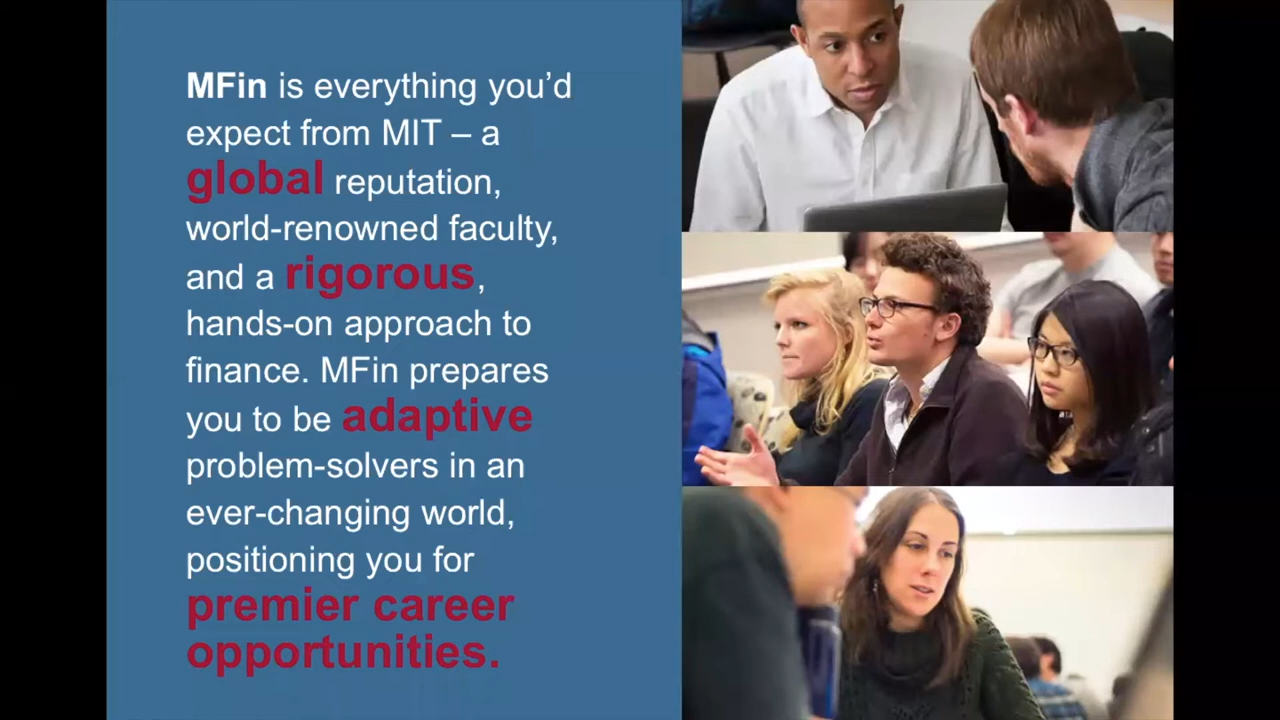 MFin is everything you’d
expect from MIT – a
global reputation,
world-renowned faculty,
and a rigorous,
hands-on approach to
finance. MFin prepares
you to be adaptive
problem-solvers in an
ever-changing world,
positioning you for
premier career
opportunities.